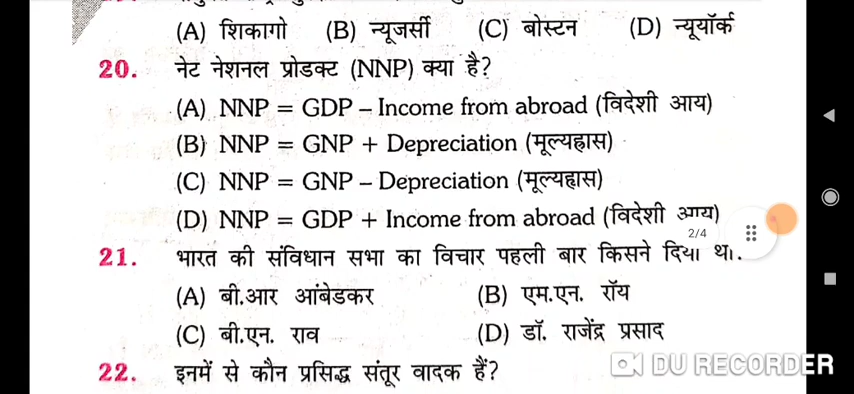 (A) शिकागो (B) न्यूजर्सी (C) बोस्टन (D) न्यूयॉर्क
20. नेट नेशनल प्रोडक्ट (NNP) क्या है?
(A) NNP = GDP – Income from abroad (विदेशी आय)
(B) NNP = GNP + Depreciation (मूल्यह्रास)
(C) NNP = GNP – Depreciation (मूल्यह्रास)
(D) NNP = GDP + Income from abroad (विदेशी आय)
2/4
21. भारत की संविधान सभा का विचार पहली बार किसने दिया था.
(A) बी.आर आंबेडकर (B) एम.एन. रॉय
(C) बी.एन. राव (D) डॉ. राजेंद्र प्रसाद
22. इनमें से कौन प्रसिद्ध संतूर वादक हैं?
DU RECORDER